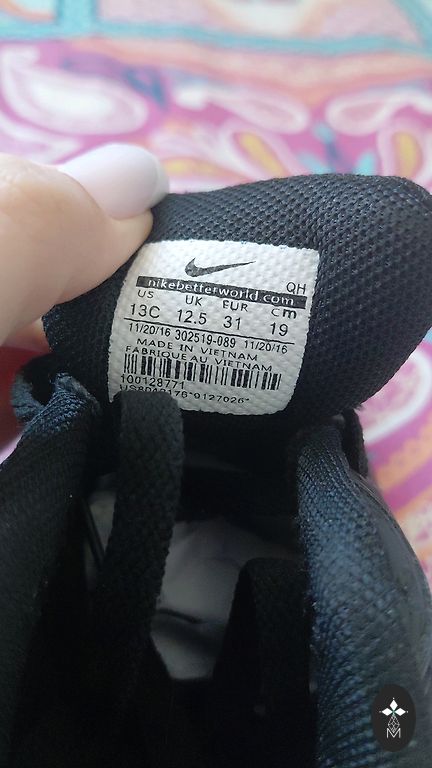 QH
nikebetterworld.com
US UK EUR cm
13C 12.5 31 19
11/20/16 302519-089 11/20/16
MADE IN VIETNAM
FABRIQUE AU VIETNAM
100128771
M